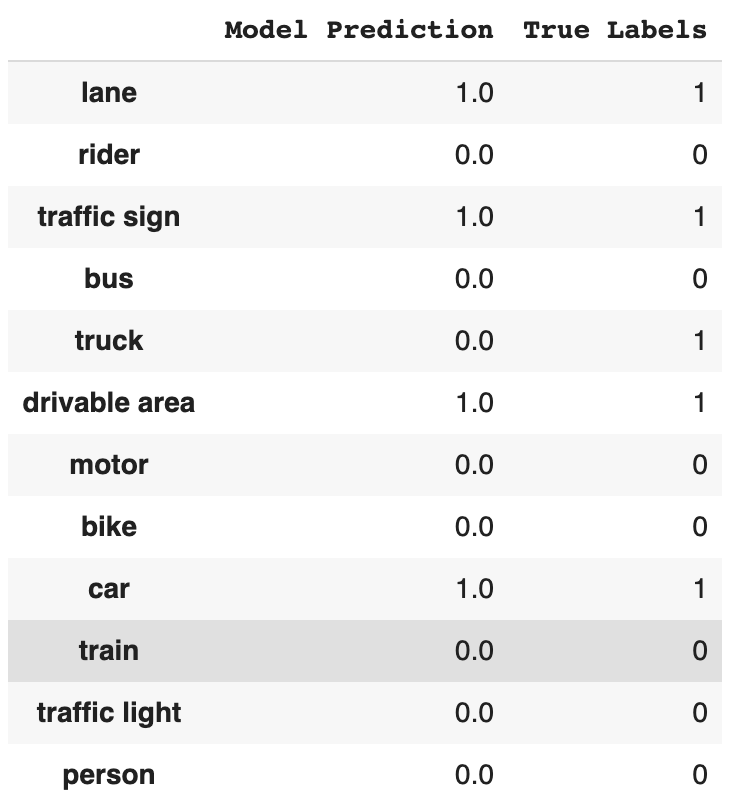 Model Prediction True Labels
lane 1.0 1
rider 0.0 0
traffic sign 1.0 1
bus 0.0 0
truck 0.0 1
drivable area 1.0 1
motor 0.0 0
bike 0.0 0
car 1.0 1
train 0.0 0
traffic light 0.0 0
person 0.0 0